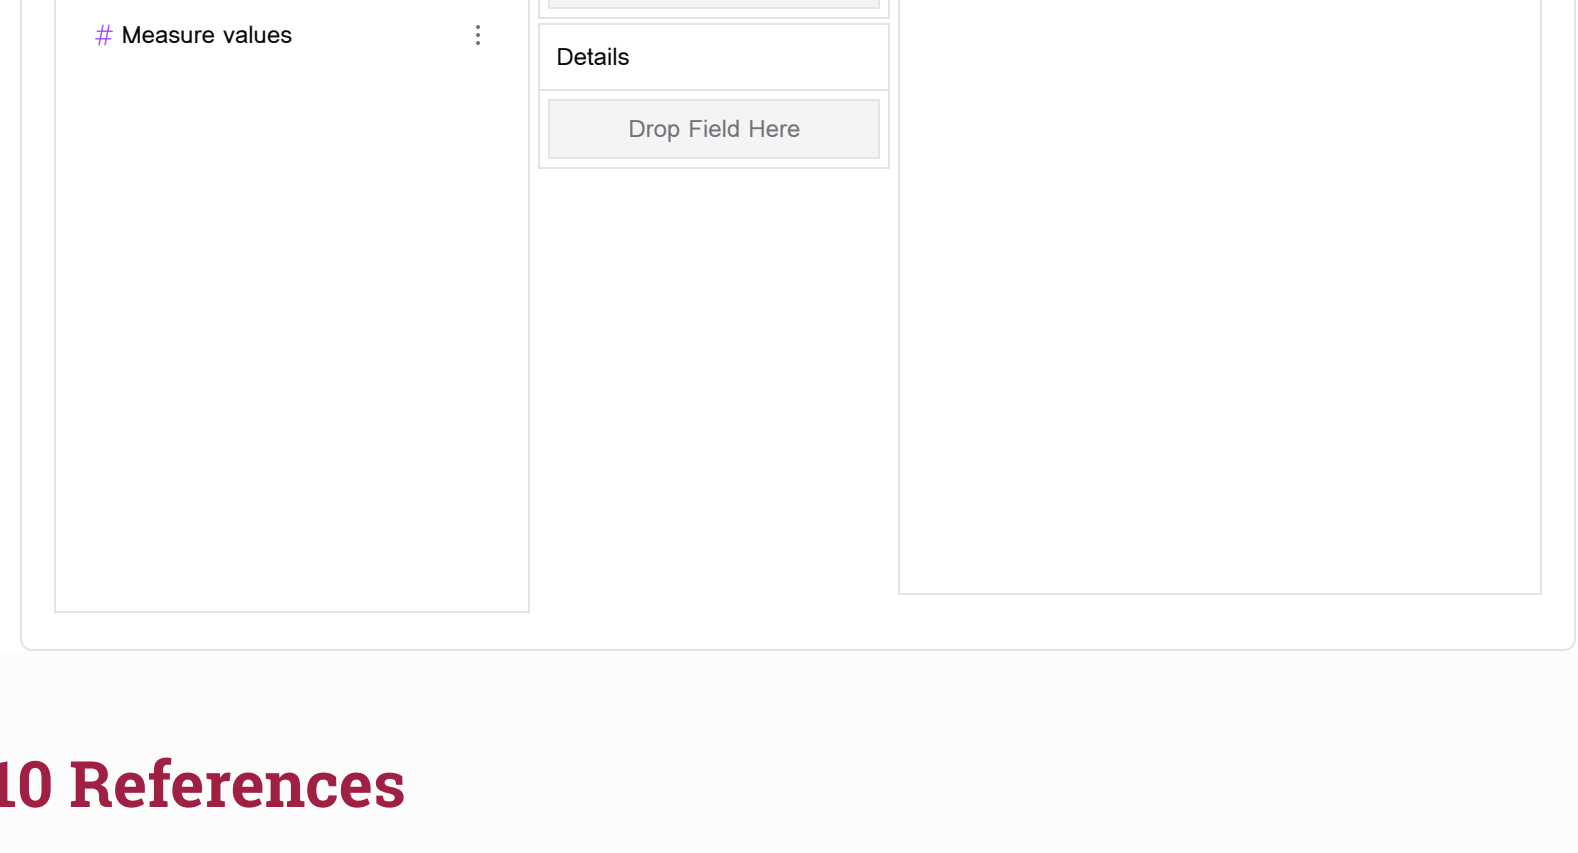 # Measure values
Details
Drop Field Here
10 References